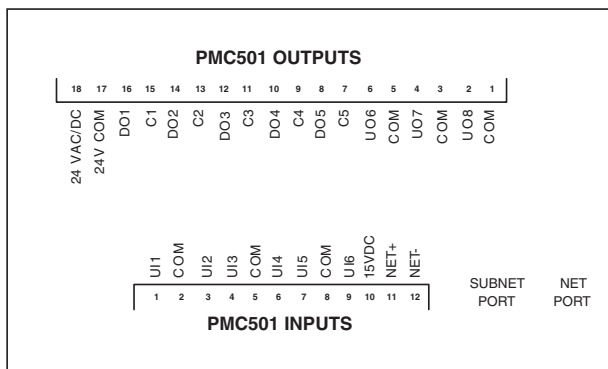 PMC501 OUTPUTS
18 17 16 15 14 13 12 11 10 9 8 7 6 5 4 3 2 1
24 VAC/DC 24V COM DO1 C1 DO2 C2 DO3 C3 DO4 C4 DO5 C5 UO6 COM UO7 COM UO8 COM
UI1 COM UI2 UI3 COM UI4 UI5 COM UI6 15VDC NET+ NET-
1 2 3 4 5 6 7 8 9 10 11 12
PMC501 INPUTS
SUBNET
PORT
NET
PORT